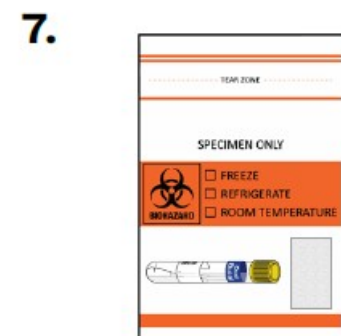 7.
TEAR ZONE
SPECIMEN ONLY
FREEZE
REFRIGERATE
BIOHAZARD
ROOM TEMPERATURE